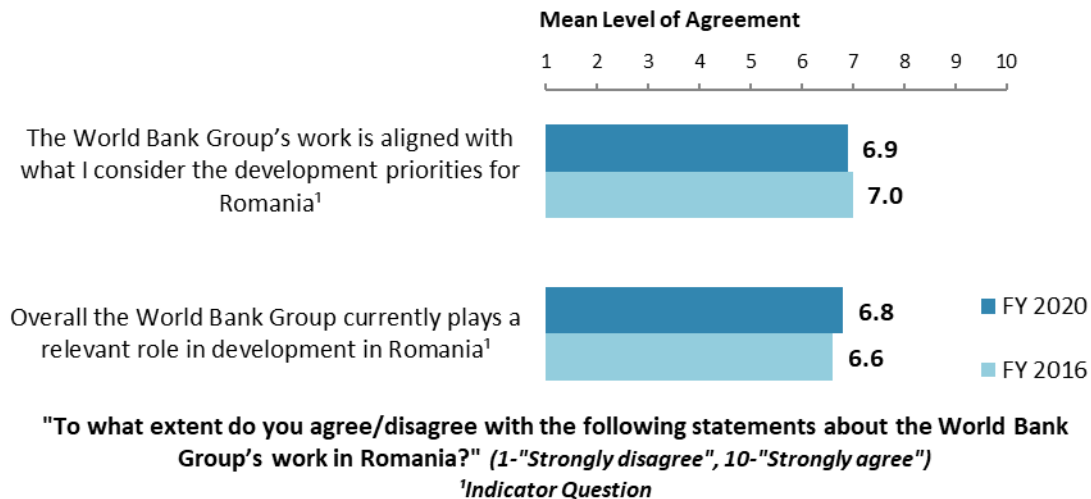 Mean Level of Agreement
1 2 3 4 5 6 7 8 9 10
The World Bank Group’s work is aligned with
what I consider the development priorities for
Romania¹
6.9
7.0
Overall the World Bank Group currently plays a
relevant role in development in Romania¹
6.8
6.6
FY 2020
FY 2016
"To what extent do you agree/disagree with the following statements about the World Bank
Group’s work in Romania?" (1-"Strongly disagree", 10-"Strongly agree")
¹Indicator Question